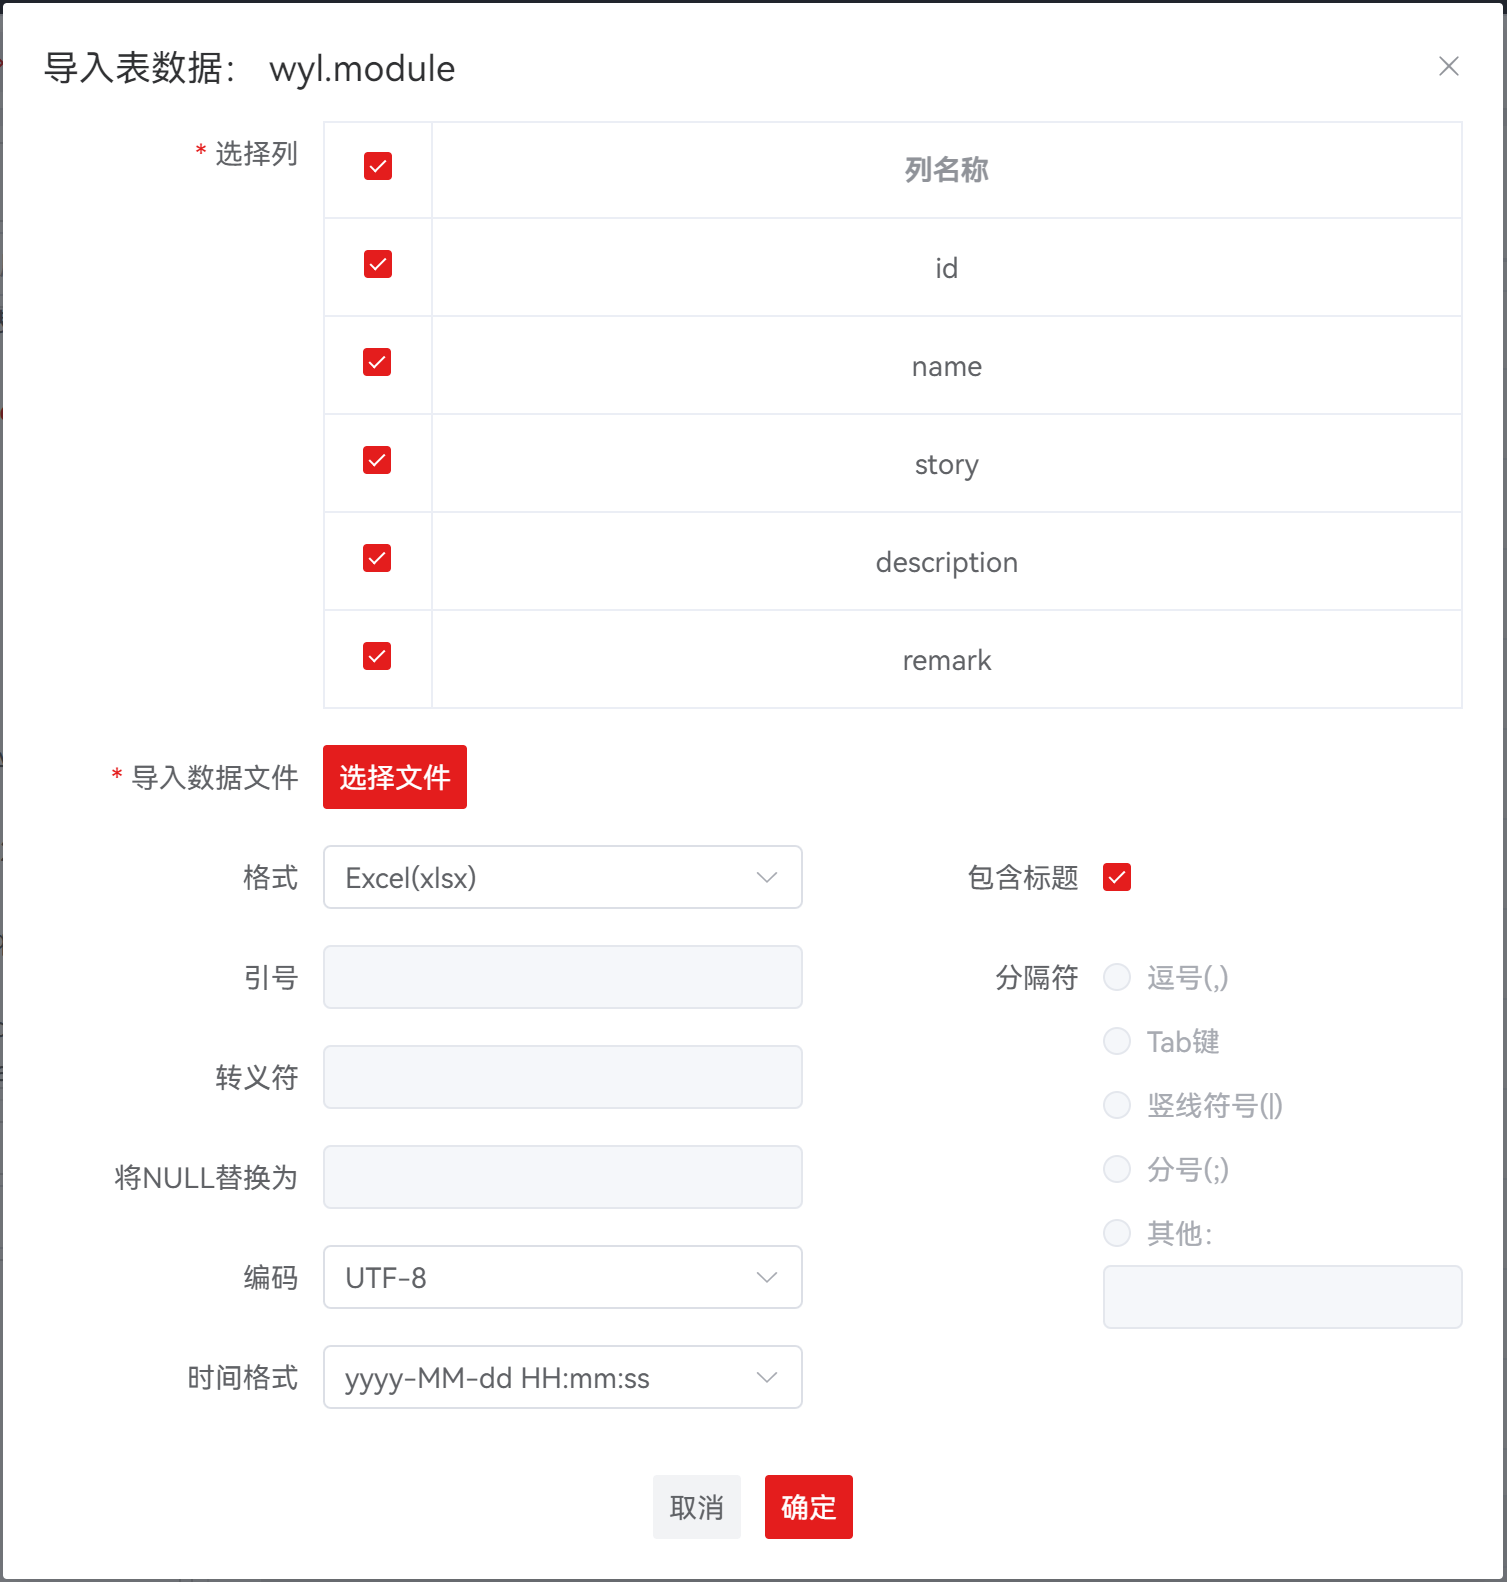 导入表数据： wyl.module
* 选择列
列名称
id
name
story
description
remark
* 导入数据文件 选择文件
格式 Excel(xlsx) 包含标题
引号 分隔符 逗号(,)
Tab键
转义符
竖线符号(|)
将NULL替换为 分号(;)
其他:
编码 UTF-8
时间格式 yyyy-MM-dd HH:mm:ss
取消 确定